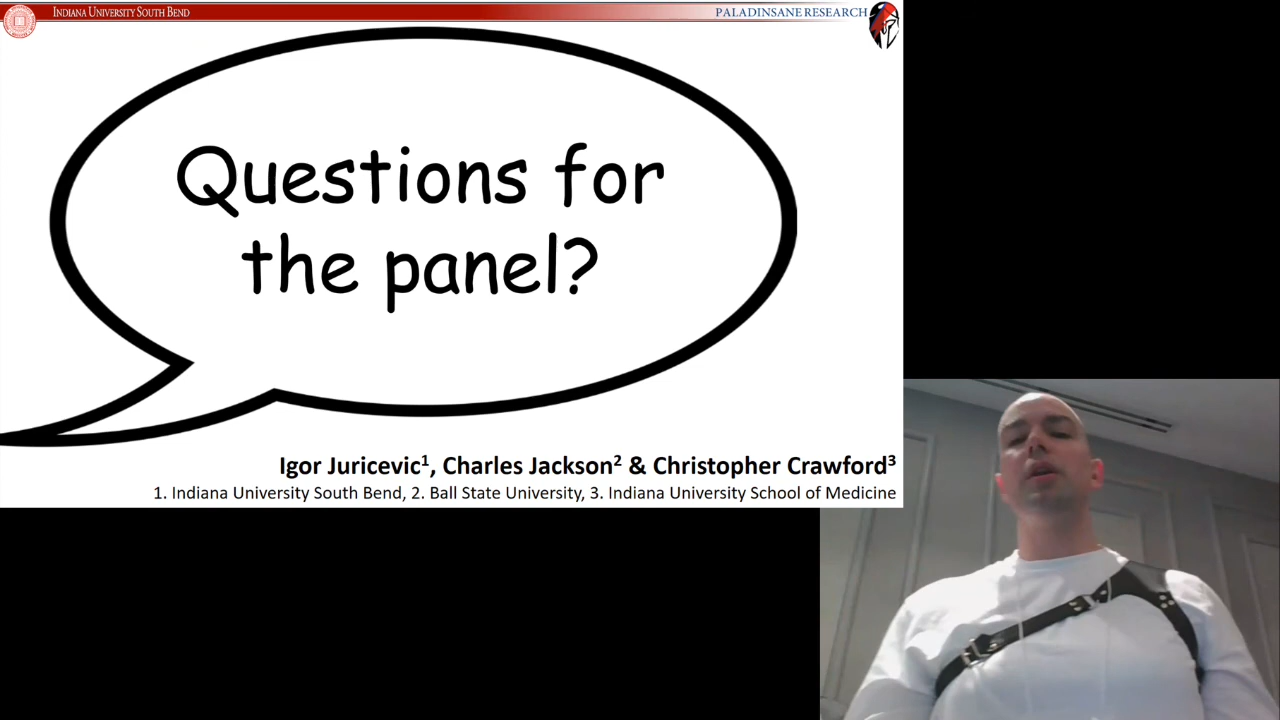 INDIANA UNIVERSITY SOUTH BEND
PALADINSANE RESEARCH
Questions for
the panel?
Igor Juricevic¹, Charles Jackson² & Christopher Crawford³
1. Indiana University South Bend, 2. Ball State University, 3. Indiana University School of Medicine